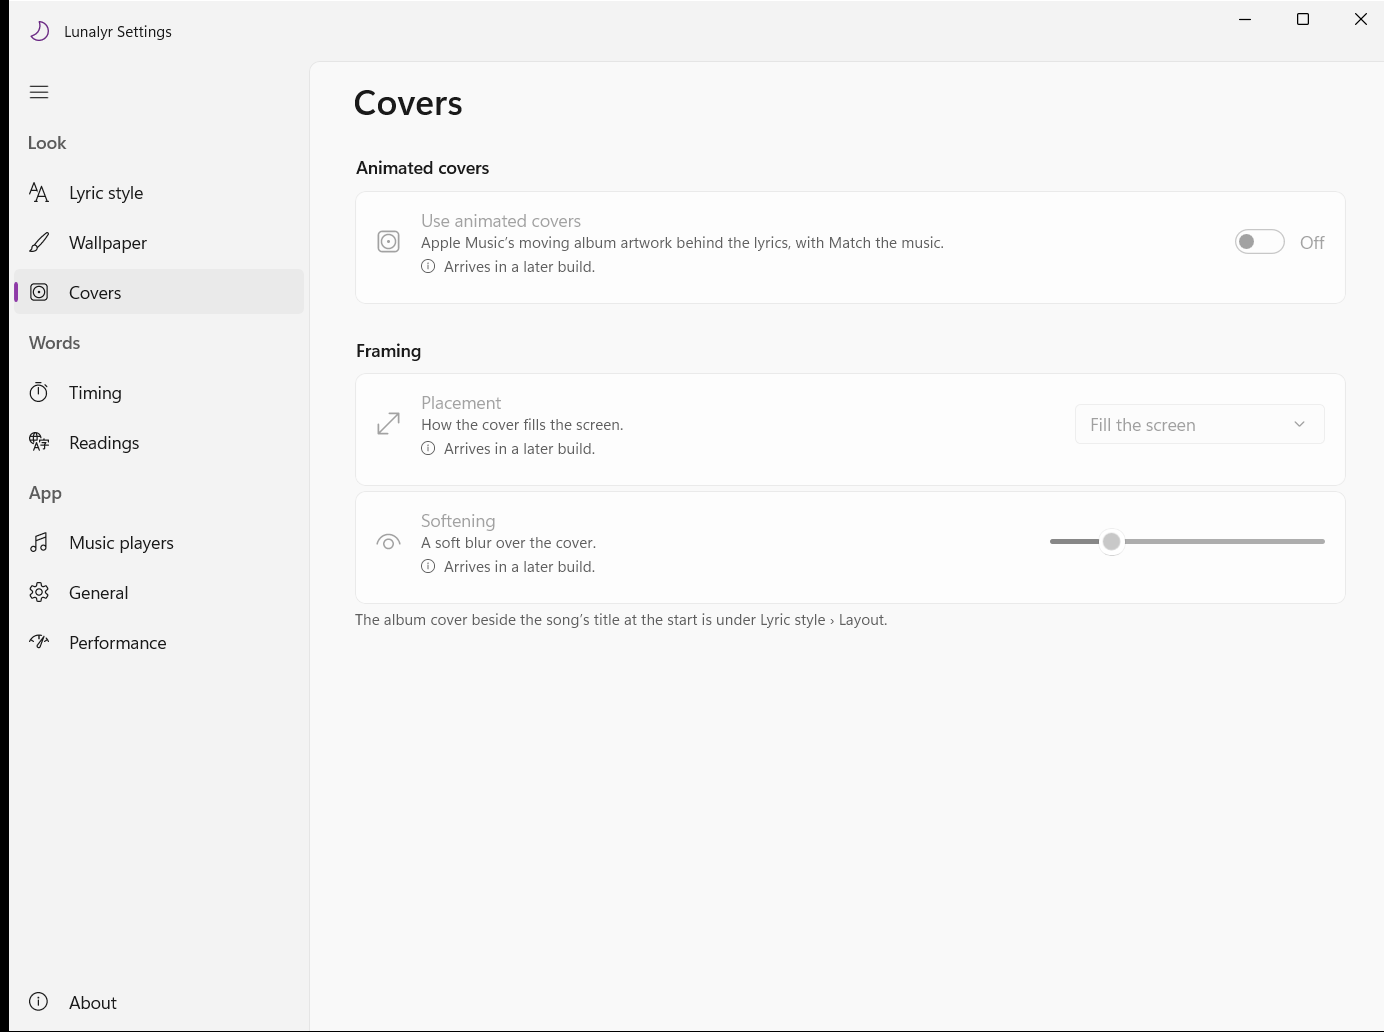 Lunalyr Settings
Look
Lyric style
Wallpaper
Covers
Words
Timing
Readings
App
Music players
General
Performance
About
Covers
Animated covers
Use animated covers
Apple Music’s moving album artwork behind the lyrics, with Match the music.
Arrives in a later build.
Off
Framing
Placement
How the cover fills the screen.
Arrives in a later build.
Fill the screen
Softening
A soft blur over the cover.
Arrives in a later build.
The album cover beside the song’s title at the start is under Lyric style › Layout.